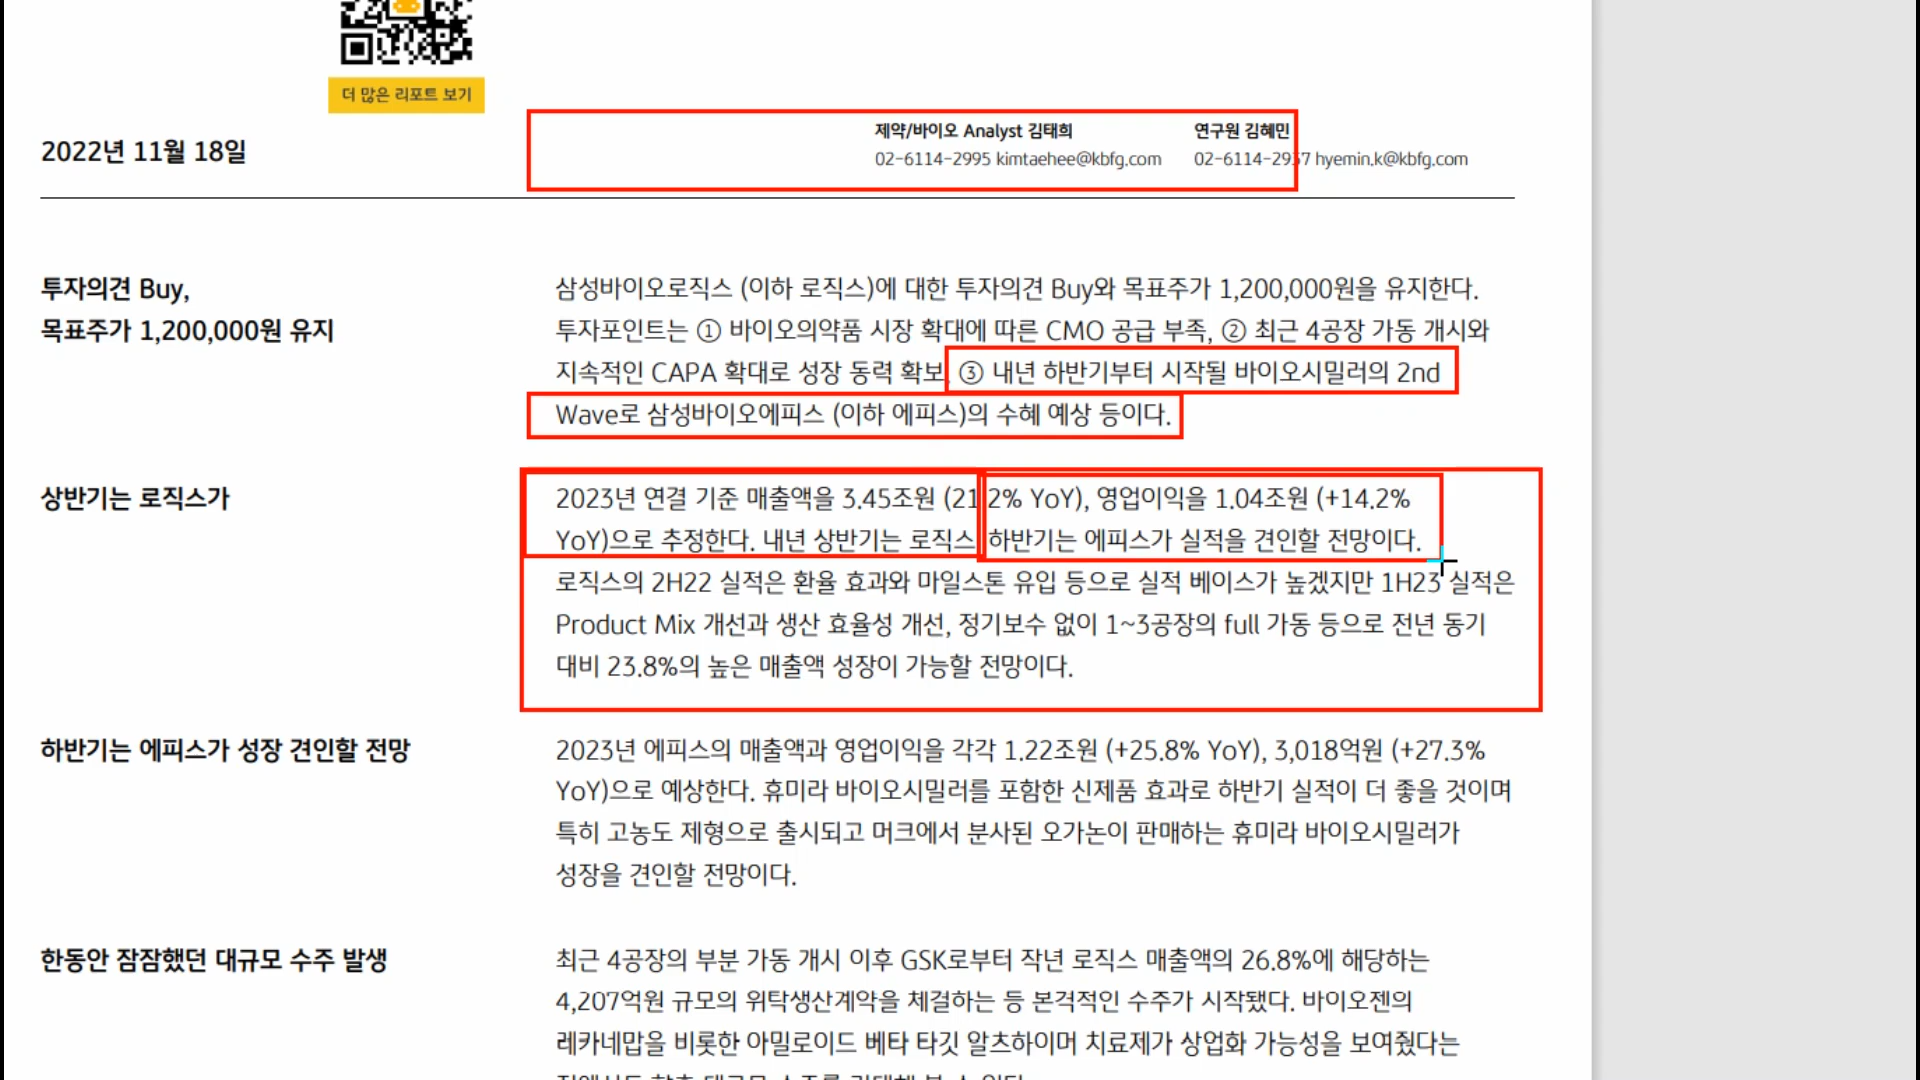 더 많은 리포트 보기
2022년 11월 18일
제약/바이오 Analyst 김태희
02-6114-2995 kimtaehee@kbfg.com
연구원 김혜민
02-6114-2957 hyemin.k@kbfg.com
투자의견 Buy,
목표주가 1,200,000원 유지
삼성바이오로직스 (이하 로직스)에 대한 투자의견 Buy와 목표주가 1,200,000원을 유지한다.
투자포인트는 ① 바이오의약품 시장 확대에 따른 CMO 공급 부족, ② 최근 4공장 가동 개시와
지속적인 CAPA 확대로 성장 동력 확보 ③ 내년 하반기부터 시작될 바이오시밀러의 2nd
Wave로 삼성바이오에피스 (이하 에피스)의 수혜 예상 등이다.
상반기는 로직스가
2023년 연결 기준 매출액을 3.45조원 (21.2% YoY), 영업이익을 1.04조원 (+14.2%
YoY)으로 추정한다. 내년 상반기는 로직스 하반기는 에피스가 실적을 견인할 전망이다.
로직스의 2H22 실적은 환율 효과와 마일스톤 유입 등으로 실적 베이스가 높겠지만 1H23 실적은
Product Mix 개선과 생산 효율성 개선, 정기보수 없이 1~3공장의 full 가동 등으로 전년 동기
대비 23.8%의 높은 매출액 성장이 가능할 전망이다.
하반기는 에피스가 성장 견인할 전망
2023년 에피스의 매출액과 영업이익을 각각 1.22조원 (+25.8% YoY), 3,018억원 (+27.3%
YoY)으로 예상한다. 휴미라 바이오시밀러를 포함한 신제품 효과로 하반기 실적이 더 좋을 것이며
특히 고농도 제형으로 출시되고 머크에서 분사된 오가논이 판매하는 휴미라 바이오시밀러가
성장을 견인할 전망이다.
한동안 잠잠했던 대규모 수주 발생
최근 4공장의 부분 가동 개시 이후 GSK로부터 작년 로직스 매출액의 26.8%에 해당하는
4,207억원 규모의 위탁생산계약을 체결하는 등 본격적인 수주가 시작됐다. 바이오젠의
레카네맙을 비롯한 아밀로이드 베타 타깃 알츠하이머 치료제가 상업화 가능성을 보여줬다는